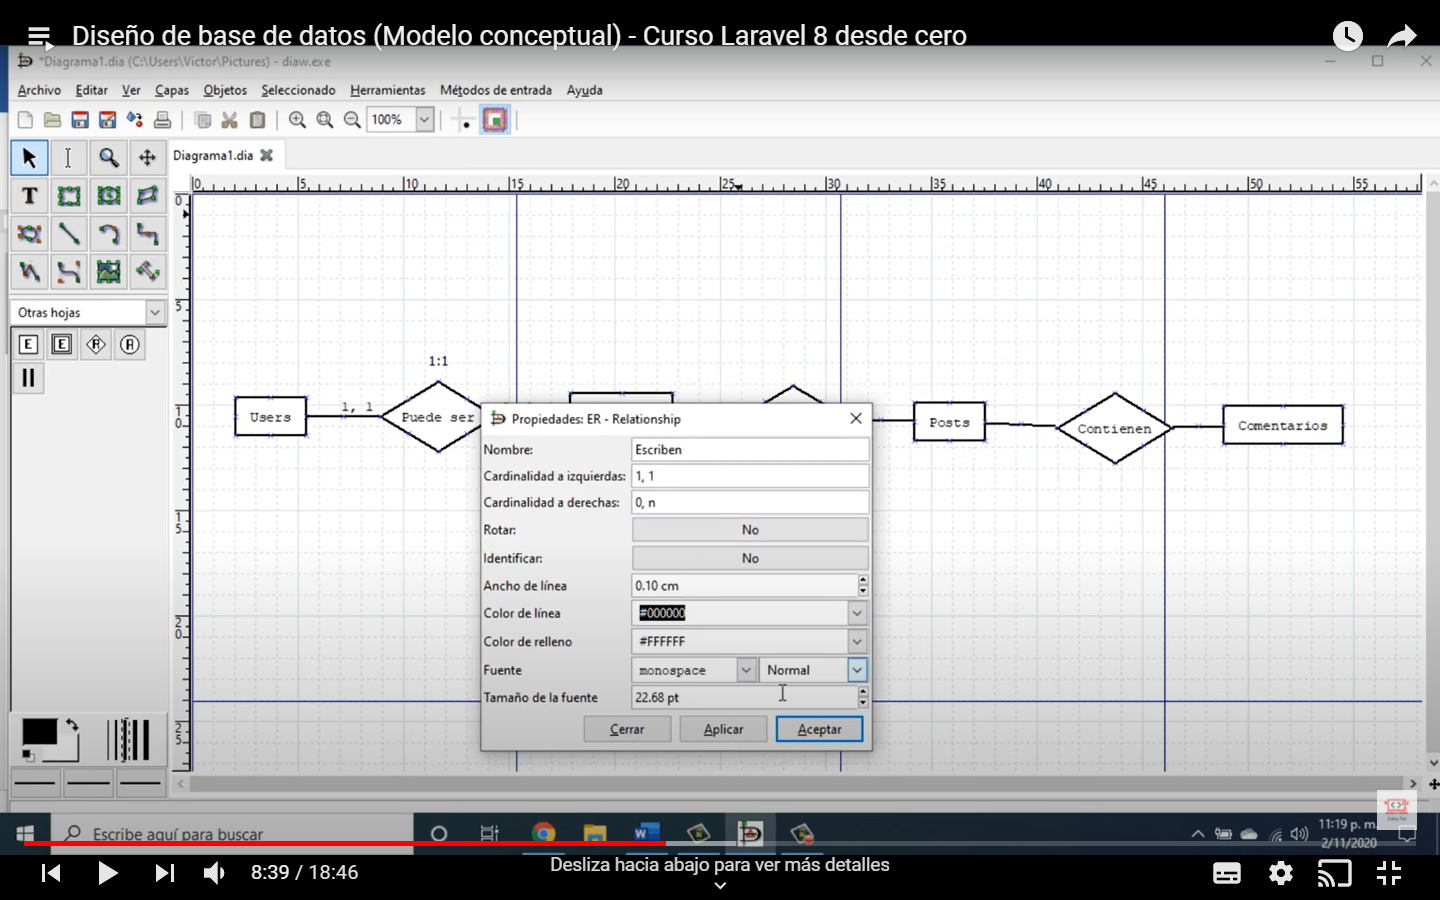 Diseño de base de datos (Modelo conceptual) - Curso Laravel 8 desde cero
*Diagrama1.dia (C:\Users\Victor\Pictures) - diaw.exe
Archivo Editar Ver Capas Objetos Seleccionado Herramientas Métodos de entrada Ayuda
100%
Diagrama1.dia
0 5 10 15 20 25 30 35 40 45 50 55
0
5
10
15
20
25
T
Otras hojas
E E R R
1:1
Users
1, 1
Puede ser
Posts
Contienen
Comentarios
Propiedades: ER - Relationship
Nombre: Escriben
Cardinalidad a izquierdas: 1, 1
Cardinalidad a derechas: 0, n
Rotar: No
Identificar: No
Ancho de línea 0.10 cm
Color de línea #000000
Color de relleno #FFFFFF
Fuente monospace Normal
Tamaño de la fuente 22.68 pt
Cerrar Aplicar Aceptar
Escribe aquí para buscar
11:19 p. m.
2/11/2020
8:39 / 18:46
Desliza hacia abajo para ver más detalles